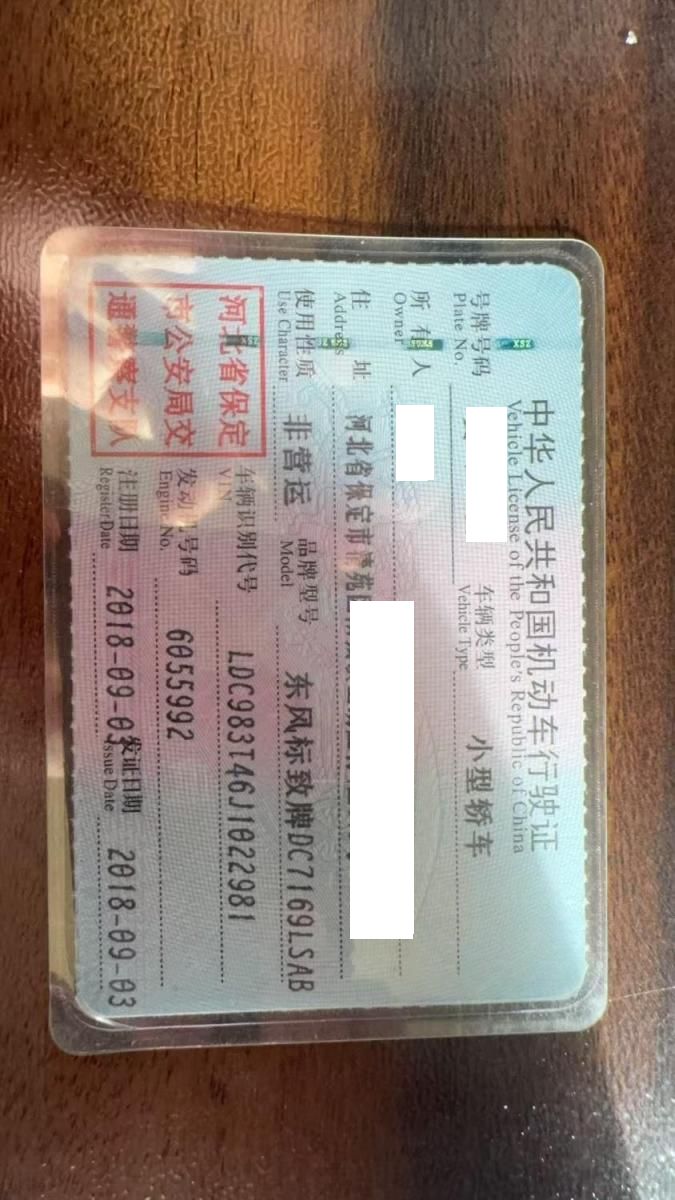 中华人民共和国机动车行驶证
Vehicle License of the People's Republic of China
号牌号码
Plate No.
车辆类型 小型轿车
Vehicle Type
所有人
Owner
住址 河北省保定市清苑区
Address
使用性质 非营运 品牌型号 东风标致牌DC7169LSAB
Use Character Model
河北省保定
市公安局交
通警察支队
车辆识别代号 LDC983T46J1022981
VIN
发动机号码 6055992
Engine No.
注册日期 2018-09-03 发证日期 2018-09-03
Register Date Issue Date